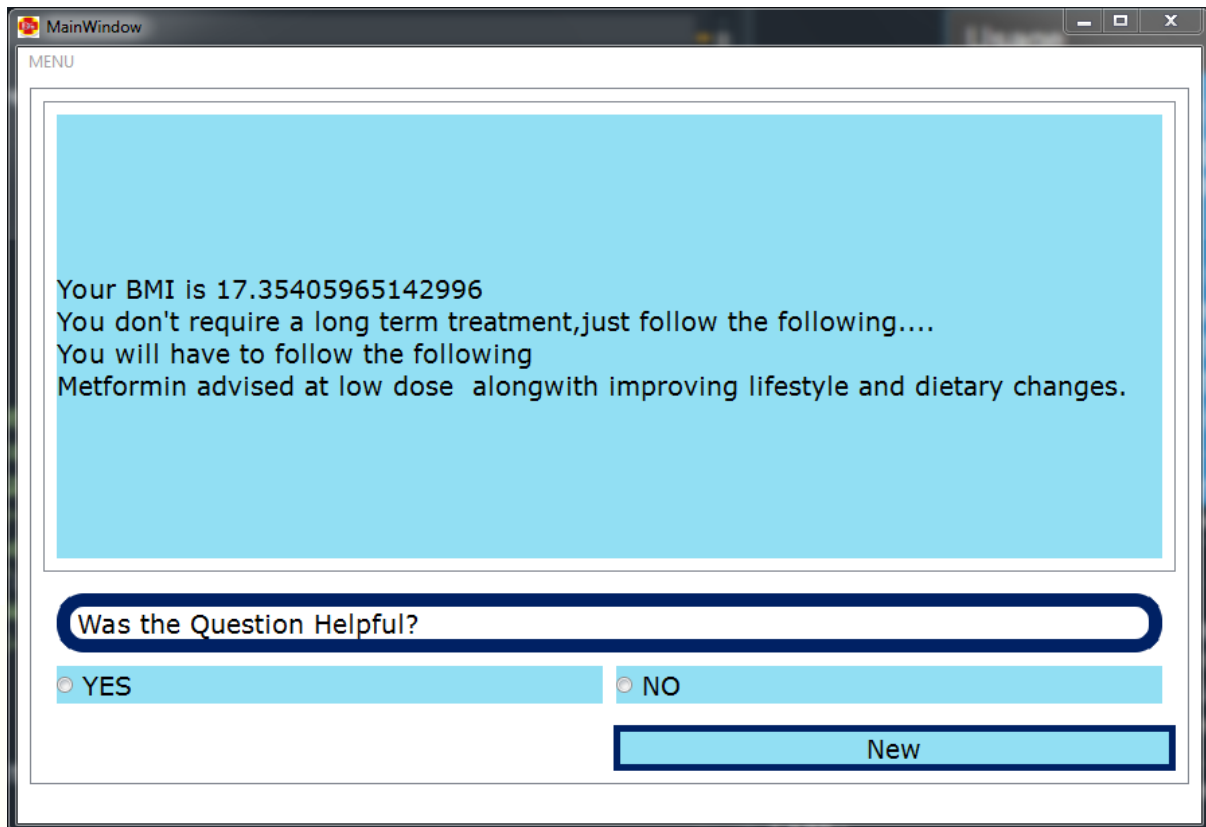 MainWindow
MENU
Your BMI is 17.35405965142996
You don't require a long term treatment,just follow the following....
You will have to follow the following
Metformin advised at low dose  alongwith improving lifestyle and dietary changes.
Was the Question Helpful?
YES
NO
New